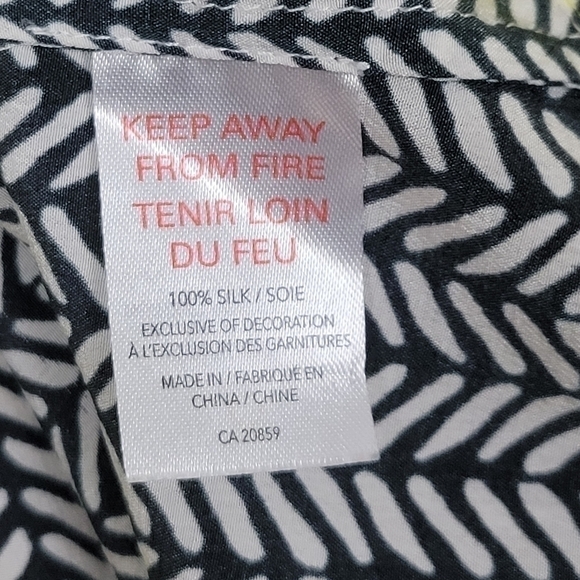 KEEP AWAY
FROM FIRE
TENIR LOIN
DU FEU
100% SILK / SOIE
EXCLUSIVE OF DECORATION
À L'EXCLUSION DES GARNITURES
MADE IN / FABRIQUÉ EN
CHINA / CHINE
CA 20859